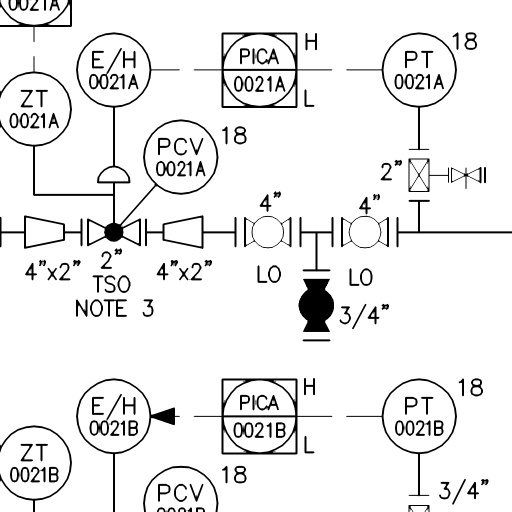 0021A
E/H
0021A
PICA
0021A
H
L
PT
0021A
18
ZT
0021A
PCV
0021A
18
2"
4"
4"
4"x2"
2"
TSO
NOTE 3
4"x2"
LO
LO
3/4"
E/H
0021B
PICA
0021B
H
L
PT
0021B
18
ZT
0021B
PCV
0021B
18
3/4"